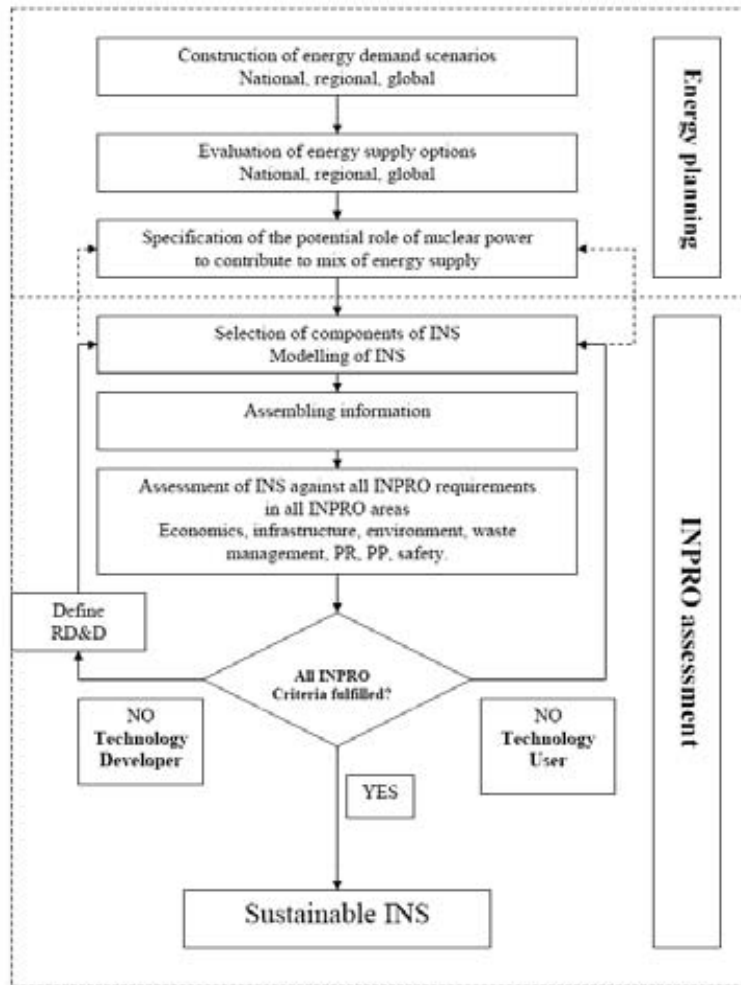 Construction of energy demand scenarios
National, regional, global
Energy planning
Evaluation of energy supply options
National, regional, global
Specification of the potential role of nuclear power
to contribute to mix of energy supply
Selection of components of INS
Modelling of INS
INPRO assessment
Assembling information
Assessment of INS against all INPRO requirements
in all INPRO areas
Economics, infrastructure, environment, waste
management, PR, PP, safety.
Define
RD&D
All INPRO
Criteria fulfilled?
NO
Technology
Developer
NO
Technology
User
YES
Sustainable INS